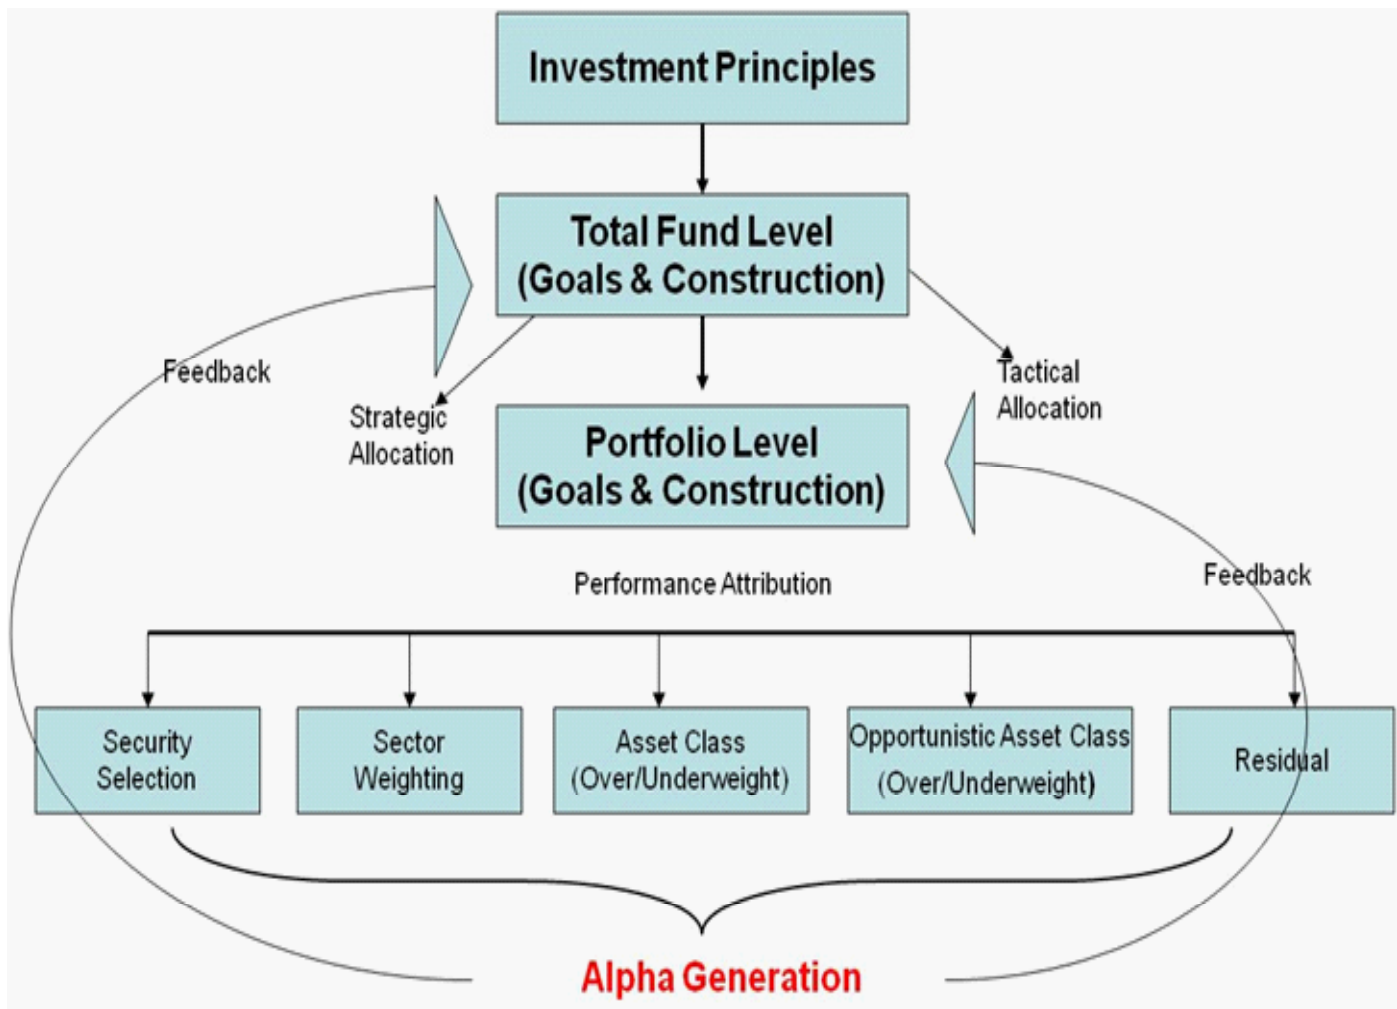 Investment Principles
Total Fund Level
(Goals & Construction)
Feedback
Tactical
Allocation
Strategic
Allocation
Portfolio Level
(Goals & Construction)
Feedback
Performance Attribution
Security
Selection
Sector
Weighting
Asset Class
(Over/Underweight)
Opportunistic Asset Class
(Over/Underweight)
Residual
Alpha Generation